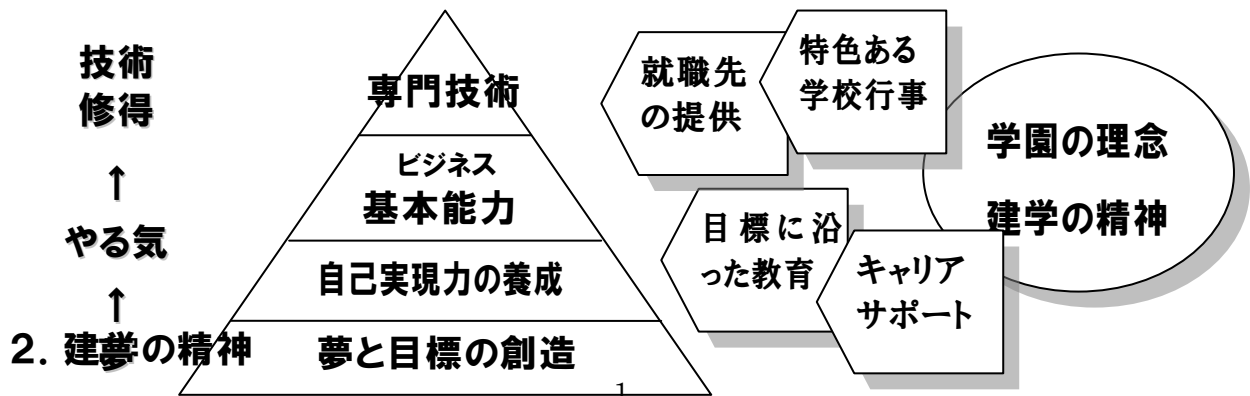 技術
修得
↑
やる気
↑
夢
2. 建学の精神
専門技術
ビジネス
基本能力
自己実現力の養成
夢と目標の創造
就職先
の提供
特色ある
学校行事
目標に沿
った教育
キャリア
サポート
学園の理念
建学の精神
1